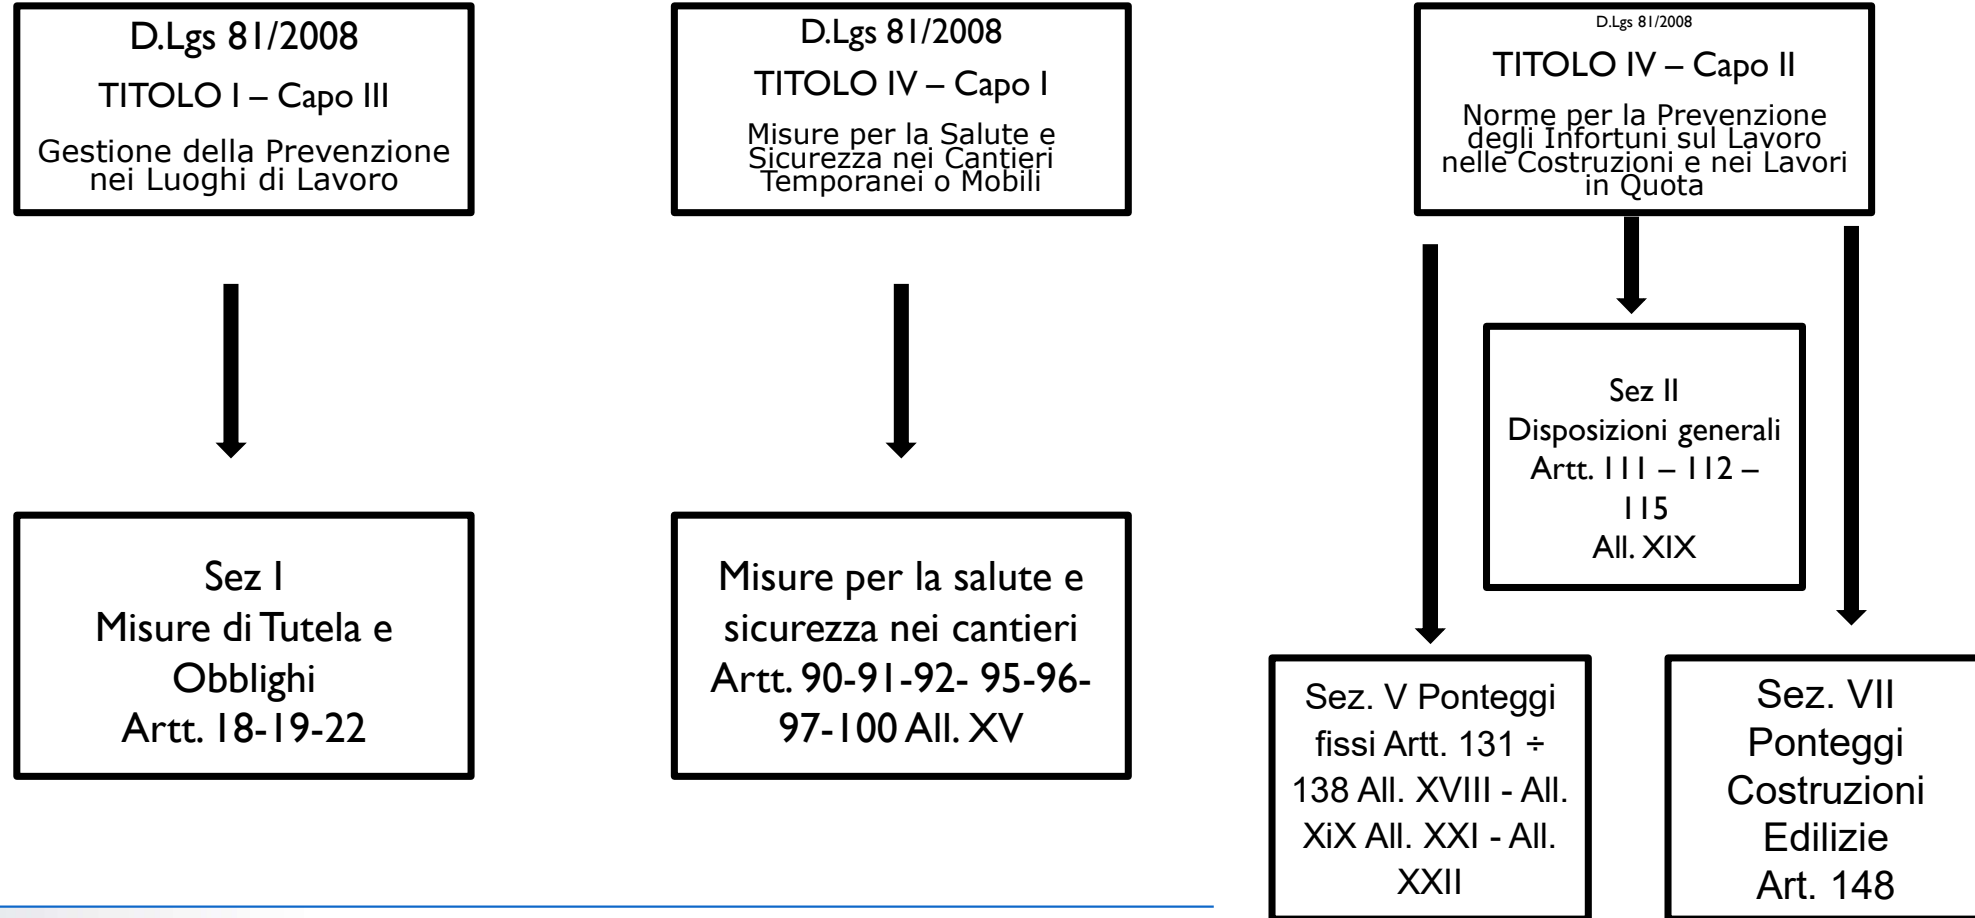 D.Lgs 81/2008
TITOLO I – Capo III
Gestione della Prevenzione
nei Luoghi di Lavoro
Sez I
Misure di Tutela e
Obblighi
Artt. 18-19-22
D.Lgs 81/2008
TITOLO IV – Capo I
Misure per la Salute e
Sicurezza nei Cantieri
Temporanei o Mobili
Misure per la salute e
sicurezza nei cantieri
Artt. 90-91-92- 95-96-
97-100 All. XV
D.Lgs 81/2008
TITOLO IV – Capo II
Norme per la Prevenzione
degli Infortuni sul Lavoro
nelle Costruzioni e nei Lavori
in Quota
Sez II
Disposizioni generali
Artt. 111 – 112 –
115
All. XIX
Sez. V Ponteggi
fissi Artt. 131 ÷
138 All. XVIII - All.
XiX All. XXI - All.
XXII
Sez. VII
Ponteggi
Costruzioni
Edilizie
Art. 148